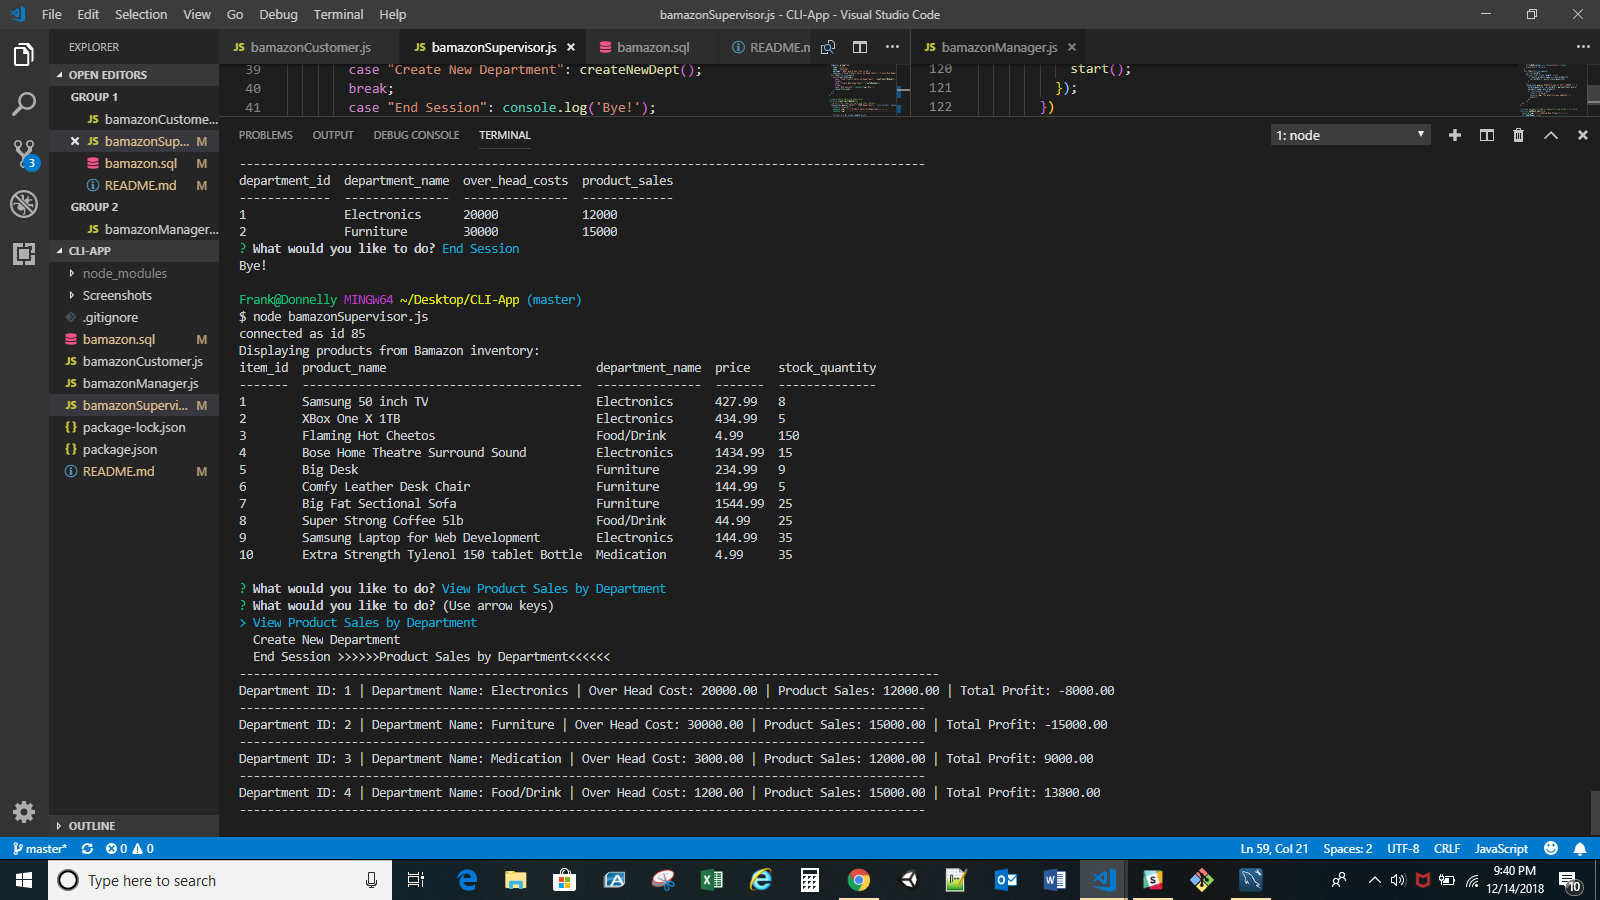 File Edit Selection View Go Debug Terminal Help
bamazonSupervisor.js - CLI-App - Visual Studio Code
EXPLORER
OPEN EDITORS
GROUP 1
JS bamazonCustome...
JS bamazonSup... M
bamazon.sql M
README.md M
GROUP 2
JS bamazonManager...
CLI-APP
node_modules
Screenshots
.gitignore
bamazon.sql M
JS bamazonCustomer.js
JS bamazonManager.js
JS bamazonSupervi... M
{} package-lock.json
{} package.json
README.md M
OUTLINE
3
JS bamazonCustomer.js
JS bamazonSupervisor.js
bamazon.sql
README.m
JS bamazonManager.js
39 case "Create New Department": createNewDept();
40 break;
41 case "End Session": console.log('Bye!');
120 start();
121 });
122 })
PROBLEMS OUTPUT DEBUG CONSOLE TERMINAL
1: node
--------------------------------------------------------------------------------------------------
department_id department_name over_head_costs product_sales
------------- --------------- --------------- -------------
1 Electronics 20000 12000
2 Furniture 30000 15000
? What would you like to do? End Session
Bye!
Frank@Donnelly MINGW64 ~/Desktop/CLI-App (master)
$ node bamazonSupervisor.js
connected as id 85
Displaying products from Bamazon inventory:
item_id product_name department_name price stock_quantity
------- ---------------------------------------- --------------- ------- --------------
1 Samsung 50 inch TV Electronics 427.99 8
2 XBox One X 1TB Electronics 434.99 5
3 Flaming Hot Cheetos Food/Drink 4.99 150
4 Bose Home Theatre Surround Sound Electronics 1434.99 15
5 Big Desk Furniture 234.99 9
6 Comfy Leather Desk Chair Furniture 144.99 5
7 Big Fat Sectional Sofa Furniture 1544.99 25
8 Super Strong Coffee 5lb Food/Drink 44.99 25
9 Samsung Laptop for Web Development Electronics 144.99 35
10 Extra Strength Tylenol 150 tablet Bottle Medication 4.99 35
? What would you like to do? View Product Sales by Department
? What would you like to do? (Use arrow keys)
> View Product Sales by Department
Create New Department
End Session >>>>>>Product Sales by Department<<<<<<
----------------------------------------------------------------------------------------------------
Department ID: 1 | Department Name: Electronics | Over Head Cost: 20000.00 | Product Sales: 12000.00 | Total Profit: -8000.00
--------------------------------------------------------------------------------------------------
Department ID: 2 | Department Name: Furniture | Over Head Cost: 30000.00 | Product Sales: 15000.00 | Total Profit: -15000.00
--------------------------------------------------------------------------------------------------
Department ID: 3 | Department Name: Medication | Over Head Cost: 3000.00 | Product Sales: 12000.00 | Total Profit: 9000.00
--------------------------------------------------------------------------------------------------
Department ID: 4 | Department Name: Food/Drink | Over Head Cost: 1200.00 | Product Sales: 15000.00 | Total Profit: 13800.00
--------------------------------------------------------------------------------------------------
master* 0 0
Ln 59, Col 21 Spaces: 2 UTF-8 CRLF JavaScript
Type here to search
9:40 PM
12/14/2018
10